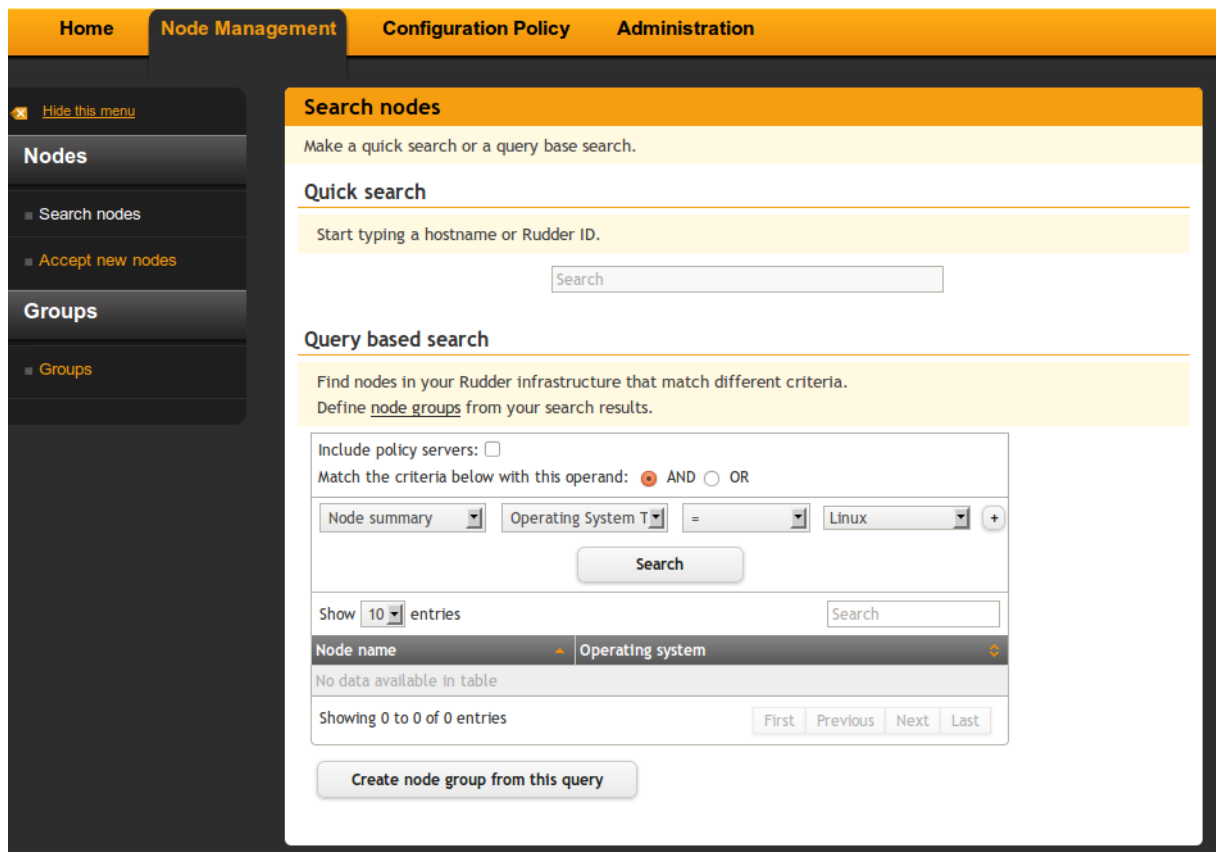 Home Node Management Configuration Policy Administration
Hide this menu
Nodes
Search nodes
Accept new nodes
Groups
Groups
Search nodes
Make a quick search or a query base search.
Quick search
Start typing a hostname or Rudder ID.
Search
Query based search
Find nodes in your Rudder infrastructure that match different criteria.
Define node groups from your search results.
Include policy servers:
Match the criteria below with this operand: AND OR
Node summary Operating System T = Linux +
Search
Show 10 entries Search
Node name Operating system
No data available in table
Showing 0 to 0 of 0 entries First Previous Next Last
Create node group from this query